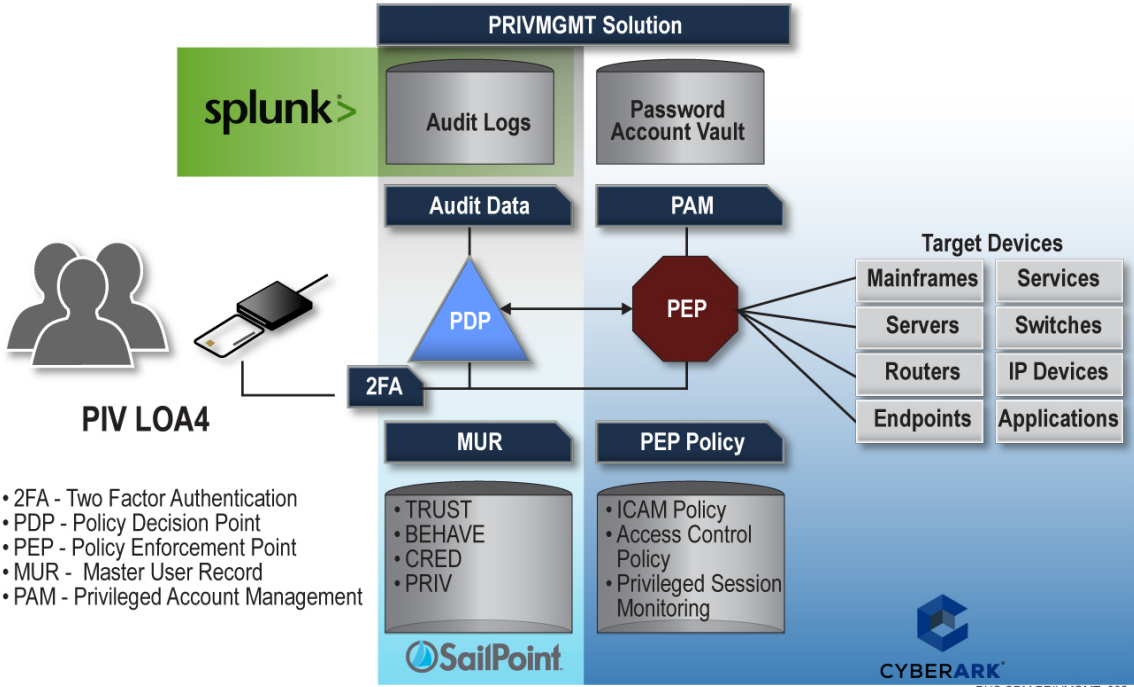 PRIVMGMT Solution
splunk>
Audit Logs
Password
Account Vault
Audit Data
PAM
PDP
PEP
Target Devices
Mainframes
Services
Servers
Switches
Routers
IP Devices
Endpoints
Applications
2FA
PIV LOA4
MUR
PEP Policy
• 2FA - Two Factor Authentication
• PDP - Policy Decision Point
• PEP - Policy Enforcement Point
• MUR - Master User Record
• PAM - Privileged Account Management
• TRUST
• BEHAVE
• CRED
• PRIV
• ICAM Policy
• Access Control
Policy
• Privileged Session
Monitoring
SailPoint
CYBERARK